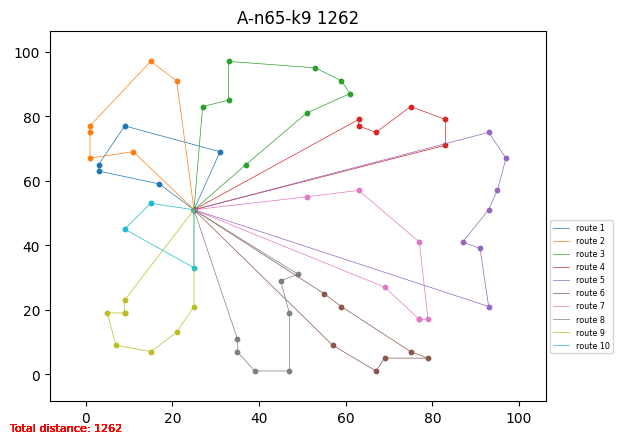 A-n65-k9 1262
100
80
60
40
20
0
0 20 40 60 80 100
route 1
route 2
route 3
route 4
route 5
route 6
route 7
route 8
route 9
route 10
Total distance: 1262